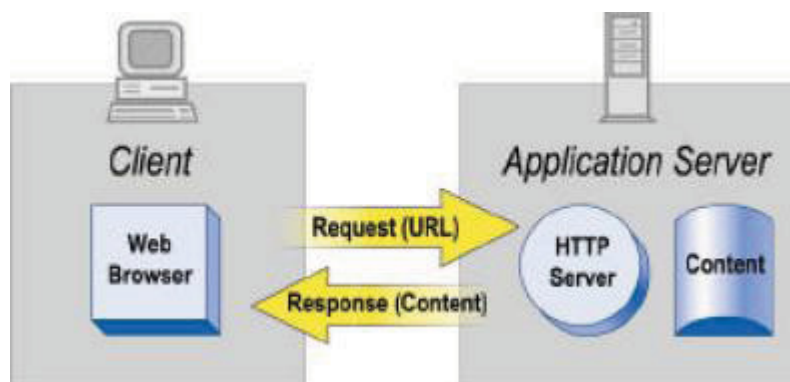 Client
Application Server
Web
Browser
Request (URL)
Response (Content)
HTTP
Server
Content